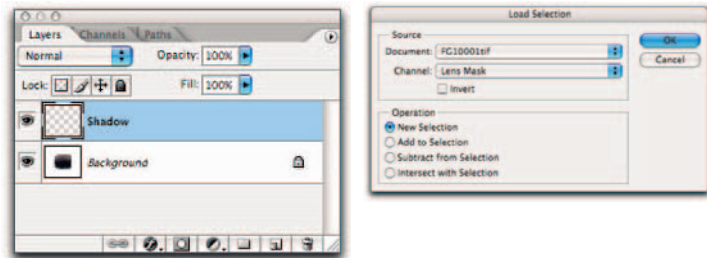 Layers Channels Paths
Normal Opacity: 100%
Lock: Fill: 100%
Shadow
Background
Load Selection
Source
Document: FG10001tif
Channel: Lens Mask
Invert
OK
Cancel
Operation
New Selection
Add to Selection
Subtract from Selection
Intersect with Selection